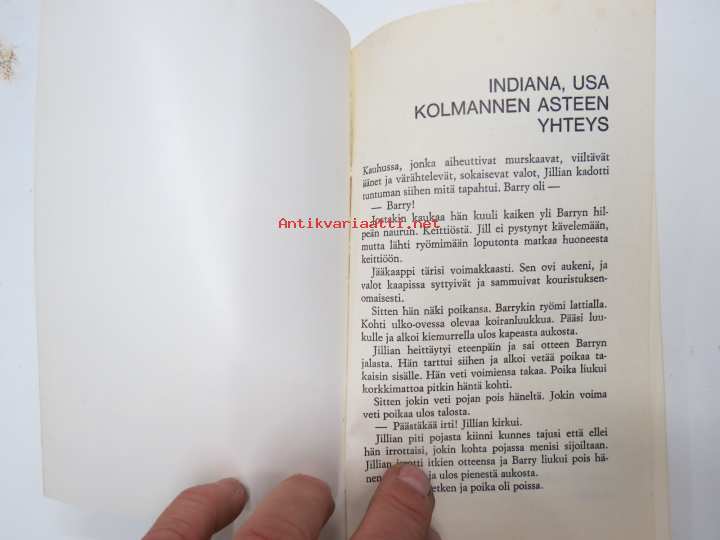 INDIANA, USA
KOLMANNEN ASTEEN
YHTEYS
Kauhussa, jonka aiheuttivat murskaavat, viiltävät
äänet ja värähtelevät, sokaisevat valot, Jillian kadotti
tuntuman siihen mitä tapahtui. Barry oli —
— Barry!
Antikvariaatti.net
Jostakin kaukaa hän kuuli kaiken yli Barryn hil-
peän naurun. Keittiöstä. Jill ei pystynyt kävelemään,
mutta lähti ryömimään loputonta matkaa huoneesta
keittiöön.
Jääkaappi tärisi voimakkaasti. Sen ovi aukeni, ja
valot kaapissa syttyivät ja sammuivat kouristuksen-
omaisesti.
Sitten hän näki poikansa. Barrykin ryömi lattialla.
Kohti ulko-ovessa olevaa koiranluukkua. Pääsi luu-
kulle ja alkoi kiemurrella ulos kapeasta aukosta.
Jillian heittäytyi eteenpäin ja sai otteen Barryn
jalasta. Hän tarttui siihen ja alkoi vetää poikaa ta-
kaisin sisälle. Hän veti voimiensa takaa. Poika liukui
korkkimattoa pitkin häntä kohti.
Sitten jokin veti pojan pois häneltä. Jokin voima
veti poikaa ulos talosta.
— Päästäkää irti! Jillian kirkui.
Jillian piti pojasta kiinni kunnes tajusi että ellei
hän irrottaisi, jokin kohta pojassa menisi sijoiltaan.
Jillian irrotti itkien otteensa ja Barry liukui pois hä-
nen ja ulos pienestä aukosta.
etken ja poika oli poissa.